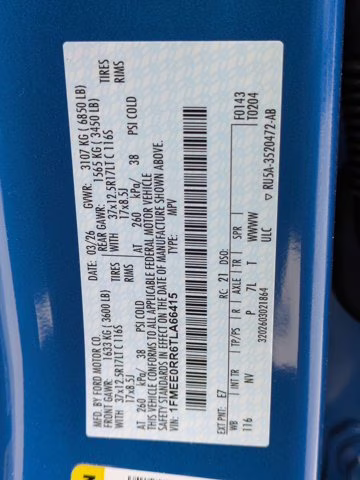 MFD. BY FORD MOTOR CO.
DATE: 03/26 GVWR: 3107 KG ( 6850 LB)
FRONT GAWR: 1633 KG ( 3600 LB) REAR GAWR: 1565 KG ( 3450 LB)
WITH 37x12.5R17LT C 116S TIRES
17x8.5J RIMS
AT 260 kPa/ 38 PSI COLD
WITH 37x12.5R17LT C 116S TIRES
17x8.5J RIMS
AT 260 kPa/ 38 PSI COLD
THIS VEHICLE CONFORMS TO ALL APPLICABLE FEDERAL MOTOR VEHICLE
SAFETY AND THEFT PREVENTION STANDARDS IN EFFECT ON THE DATE OF MANUFACTURE SHOWN ABOVE.
VIN: 1FMEEE0RR6TLA66415
TYPE: MPV
F0143
T0204
EXT PNT: E7 RC: 21 DSO:
WB INT TR TP/PS R AXLE TR SPR
116 NV P 7L T WWWW
ULC
3202603021864
RU5A-3520472-AB